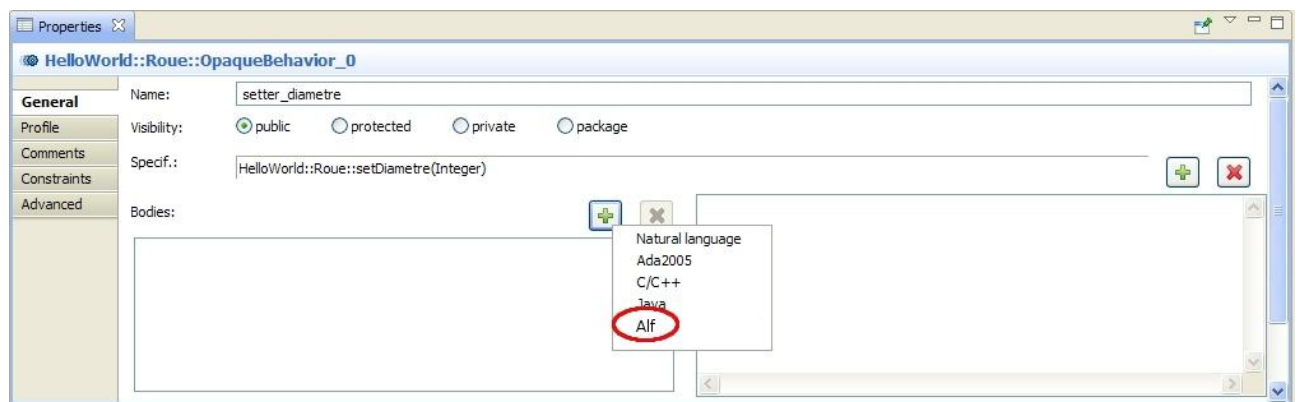 Properties
HelloWorld::Roue::OpaqueBehavior_0
General
Profile
Comments
Constraints
Advanced
Name: setter_diametre
Visibility: public protected private package
Specif.: HelloWorld::Roue::setDiametre(Integer)
Bodies:
Natural language
Ada2005
C/C++
Java
Alf